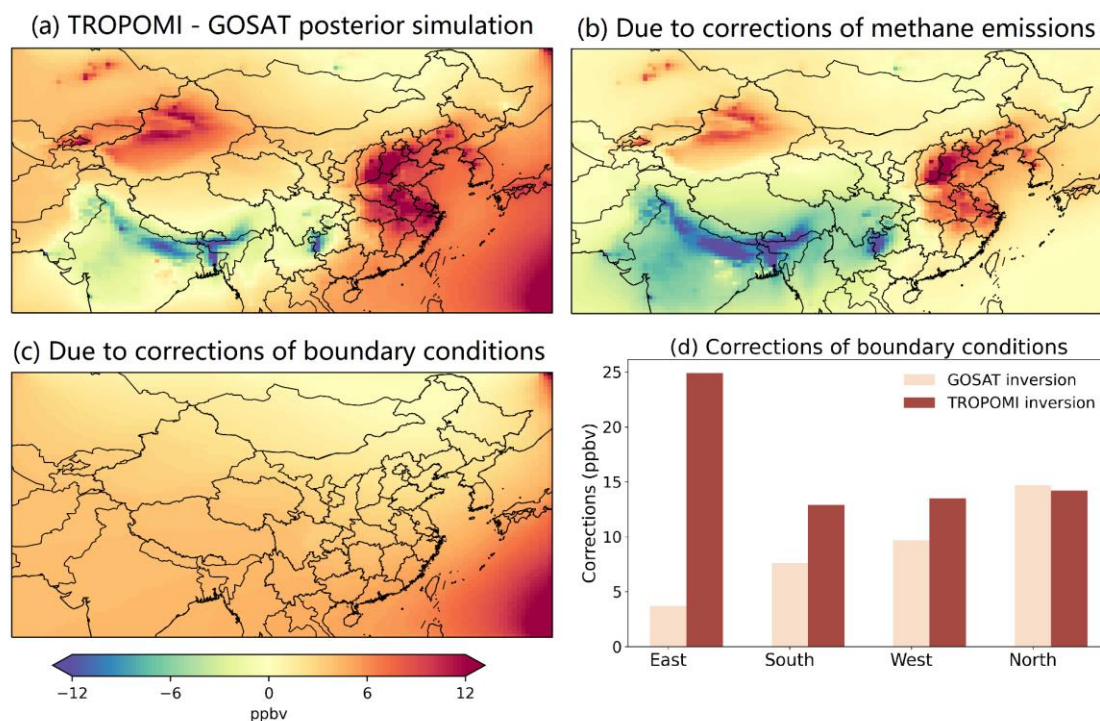 (a) TROPOMI - GOSAT posterior simulation
(b) Due to corrections of methane emissions
(c) Due to corrections of boundary conditions
−12 −6 0 6 12
ppbv
(d) Corrections of boundary conditions
GOSAT inversion
TROPOMI inversion
Corrections (ppbv)
25
20
15
10
5
0
East South West North